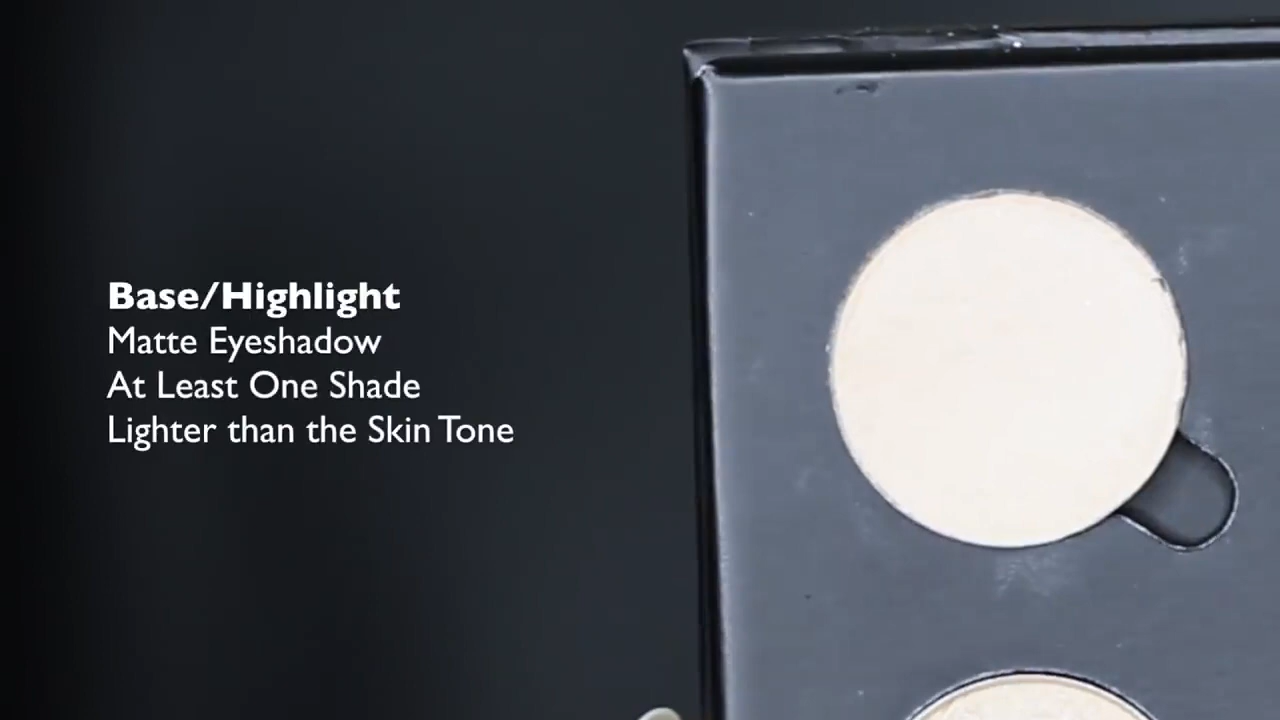 Base/Highlight
Matte Eyeshadow
At Least One Shade
Lighter than the Skin Tone